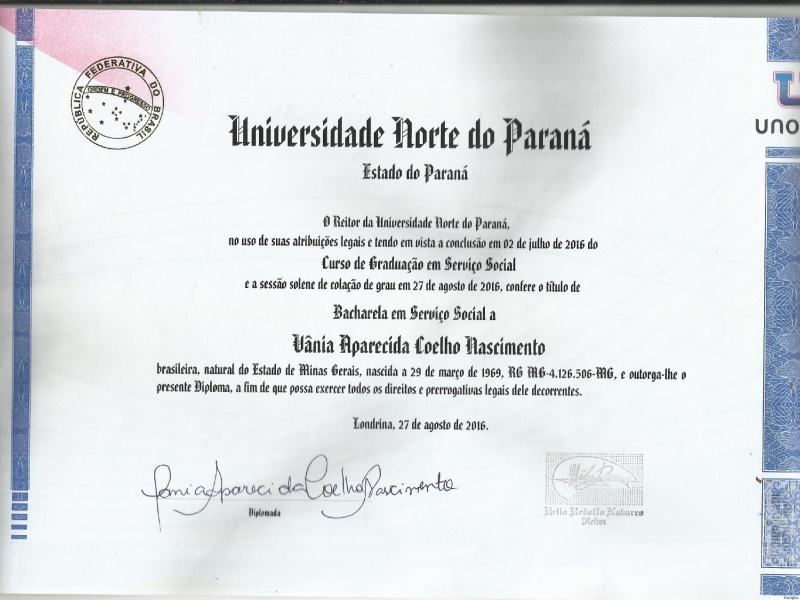 REPÚBLICA FEDERATIVA DO BRASIL
ORDEM E PROGRESSO
UNO
Universidade Norte do Paraná
Estado do Paraná
O Reitor da Universidade Norte do Paraná,
no uso de suas atribuições legais e tendo em vista a conclusão em 02 de julho de 2016 do
Curso de Graduação em Serviço Social
e a sessão solene de colação de grau em 27 de agosto de 2016, confere o título de
Bacharela em Serviço Social a
Vânia Aparecida Coelho Nascimento
brasileira, natural do Estado de Minas Gerais, nascida a 29 de março de 1969, RG MG-4.126.506-MG, e outorga-lhe o
presente Diploma, a fim de que possa exercer todos os direitos e prerrogativas legais dele decorrentes.
Londrina, 27 de agosto de 2016.
Vania Aparecida Coelho Nascimento
Diplomada
Helio Rodolfo Navarro
Reitor